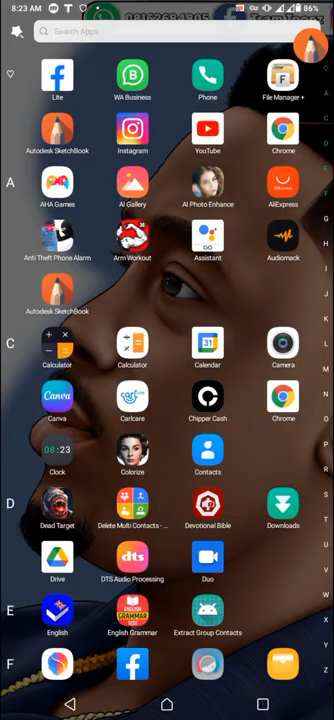 8:23 AM
86%
08162684805
Search Apps
Lite
WA Business
Phone
File Manager +
Autodesk SketchBook
Instagram
YouTube
Chrome
A
AHA Games
AI Gallery
AI Photo Enhance
AliExpress
Anti Theft Phone Alarm
Arm Workout
Assistant
Audiomack
Autodesk SketchBook
C
Calculator
Calculator
Calendar
Camera
Canva
Carlcare
Chipper Cash
Chrome
Clock
Colorize
Contacts
D
Dead Target
Delete Multi Contacts - ...
Devotional Bible
Downloads
Drive
DTS Audio Processing
Duo
E
English
English Grammar
Extract Group Contacts
F